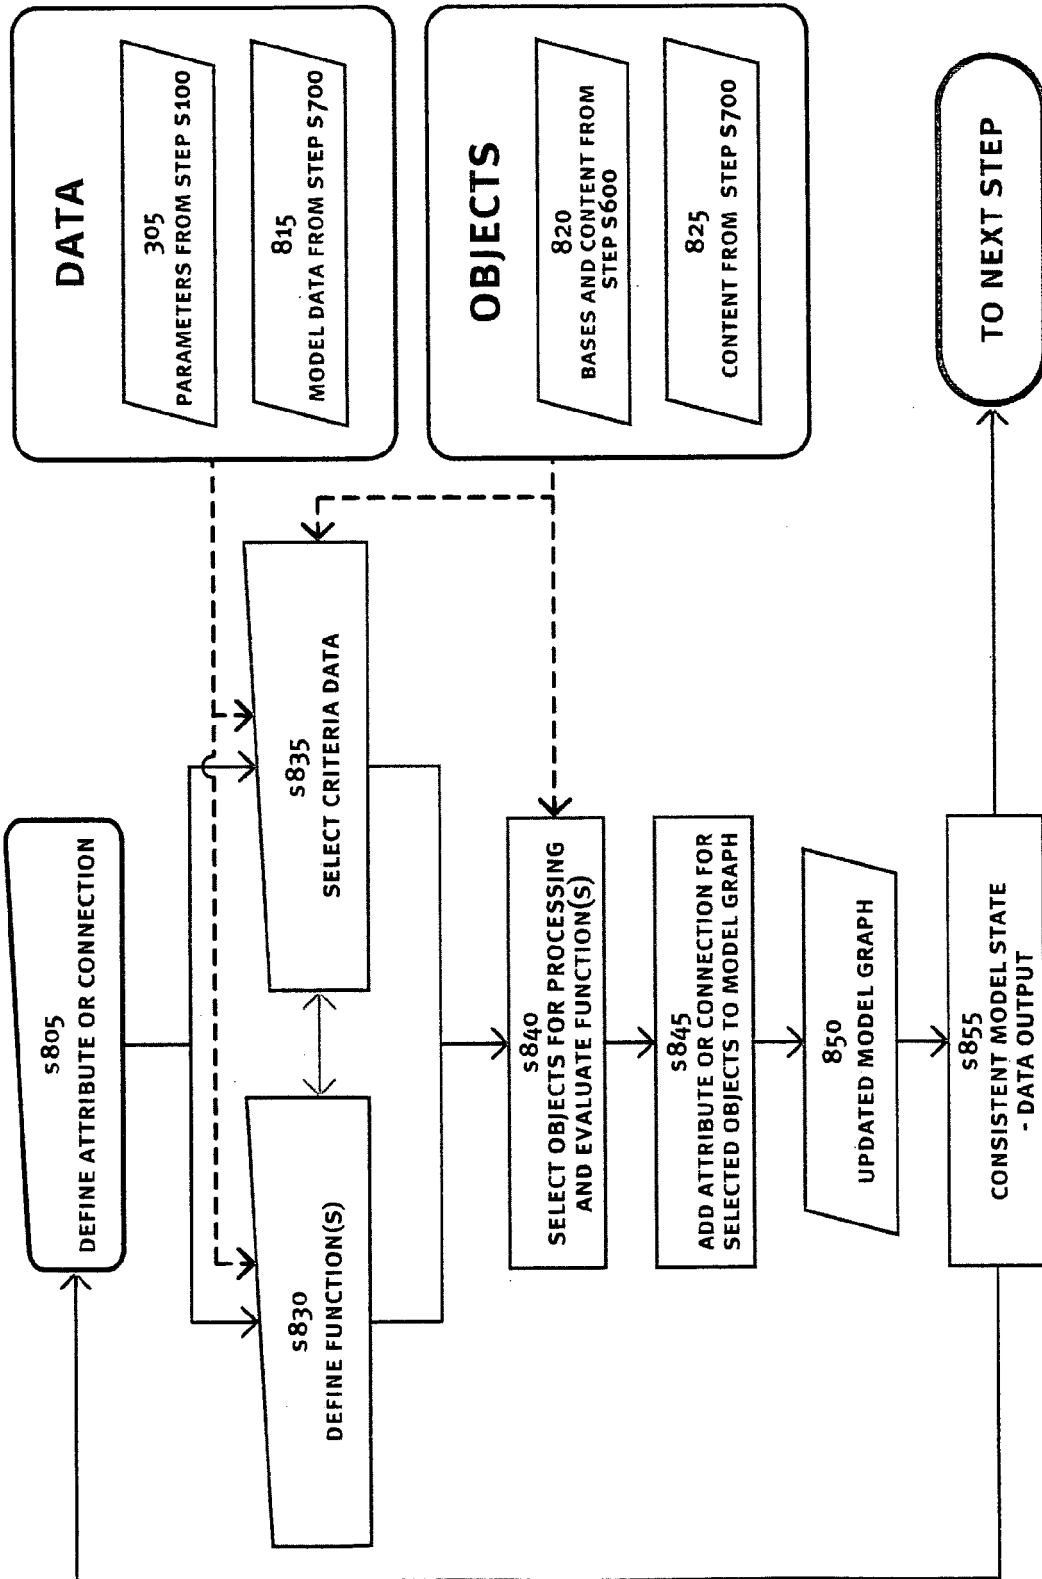 S805
DEFINE ATTRIBUTE OR CONNECTION
DATA
305
PARAMETERS FROM STEP S100
815
MODEL DATA FROM STEP S700
S830
DEFINE FUNCTION(S)
S835
SELECT CRITERIA DATA
OBJECTS
820
BASES AND CONTENT FROM
STEP S600
825
CONTENT FROM STEP S700
S840
SELECT OBJECTS FOR PROCESSING
AND EVALUATE FUNCTION(S)
S845
ADD ATTRIBUTE OR CONNECTION FOR
SELECTED OBJECTS TO MODEL GRAPH
850
UPDATED MODEL GRAPH
S855
CONSISTENT MODEL STATE
- DATA OUTPUT
TO NEXT STEP